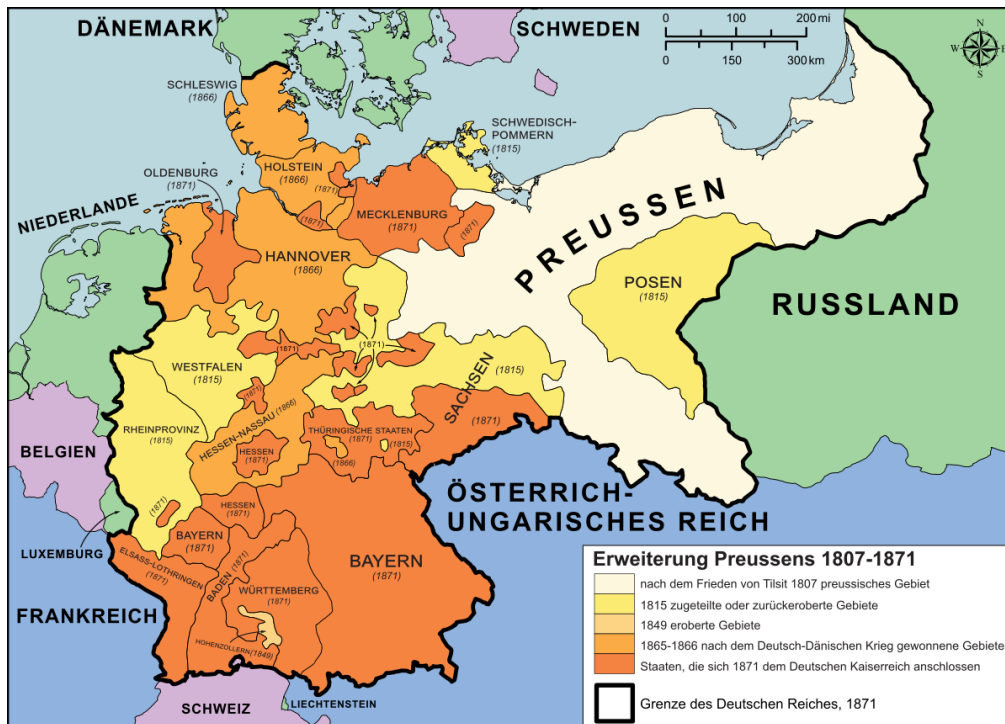 DÄNEMARK
SCHWEDEN
0 100 200 mi
0 150 300 km
N
W E
S
SCHLESWIG
(1866)
SCHWEDISCH-
POMMERN
(1815)
OLDENBURG
(1871)
HOLSTEIN
(1866)
(1871)
(1871)
MECKLENBURG
(1871)
(1871)
NIEDERLANDE
PREUSSEN
HANNOVER
(1866)
POSEN
(1815)
RUSSLAND
(1871)
(1871)
WESTFALEN
(1815)
(1815)
(1871)
SACHSEN
(1871)
RHEINPROVINZ
(1815)
HESSEN-NASSAU (1866)
THÜRINGISCHE STAATEN
(1871)
(1815)
(1866)
HESSEN
(1871)
BELGIEN
(1871)
HESSEN
(1871)
ÖSTERRICH-
UNGARISCHES REICH
LUXEMBURG
BAYERN
(1871)
ELSASS-LOTHRINGEN
(1871)
BADEN (1871)
BAYERN
(1871)
WÜRTTEMBERG
(1871)
FRANKREICH
HOHENZOLLERN (1849)
SCHWEIZ
LIECHTENSTEIN
Erweiterung Preussens 1807-1871
nach dem Frieden von Tilsit 1807 preussisches Gebiet
1815 zugeteilte oder zurückeroberte Gebiete
1849 eroberte Gebiete
1865-1866 nach dem Deutsch-Dänischen Krieg gewonnene Gebiete
Staaten, die sich 1871 dem Deutschen Kaiserreich anschlossen
Grenze des Deutschen Reiches, 1871